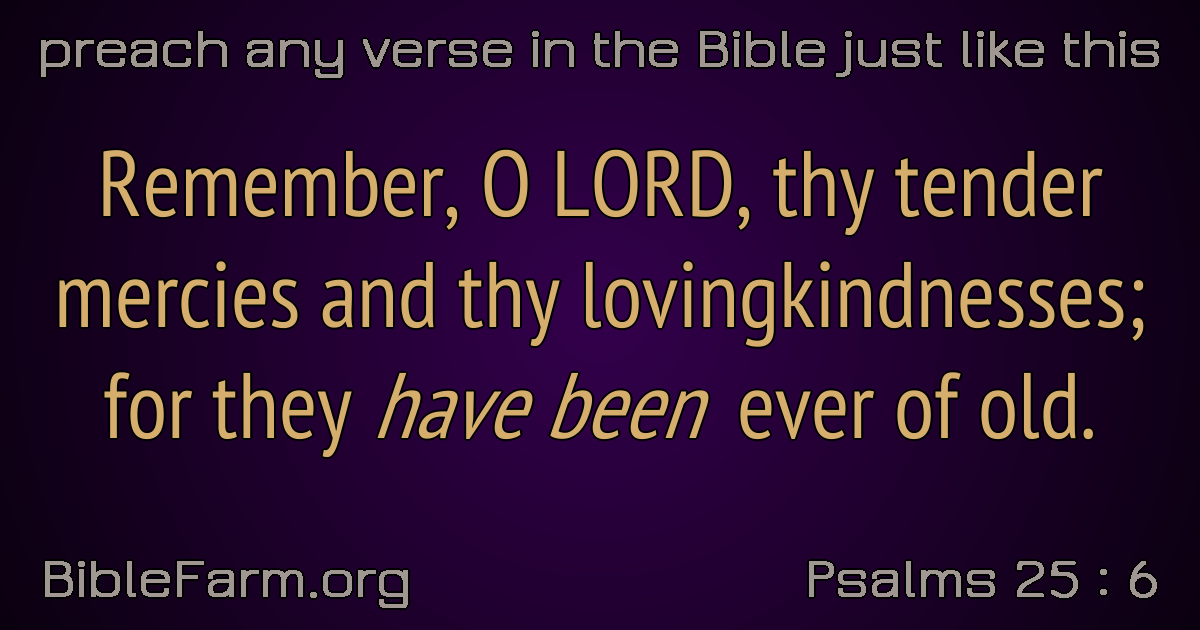 preach any verse in the Bible just like this
Remember, O LORD, thy tender
mercies and thy lovingkindnesses;
for they have been ever of old.
BibleFarm.org
Psalms 25 : 6